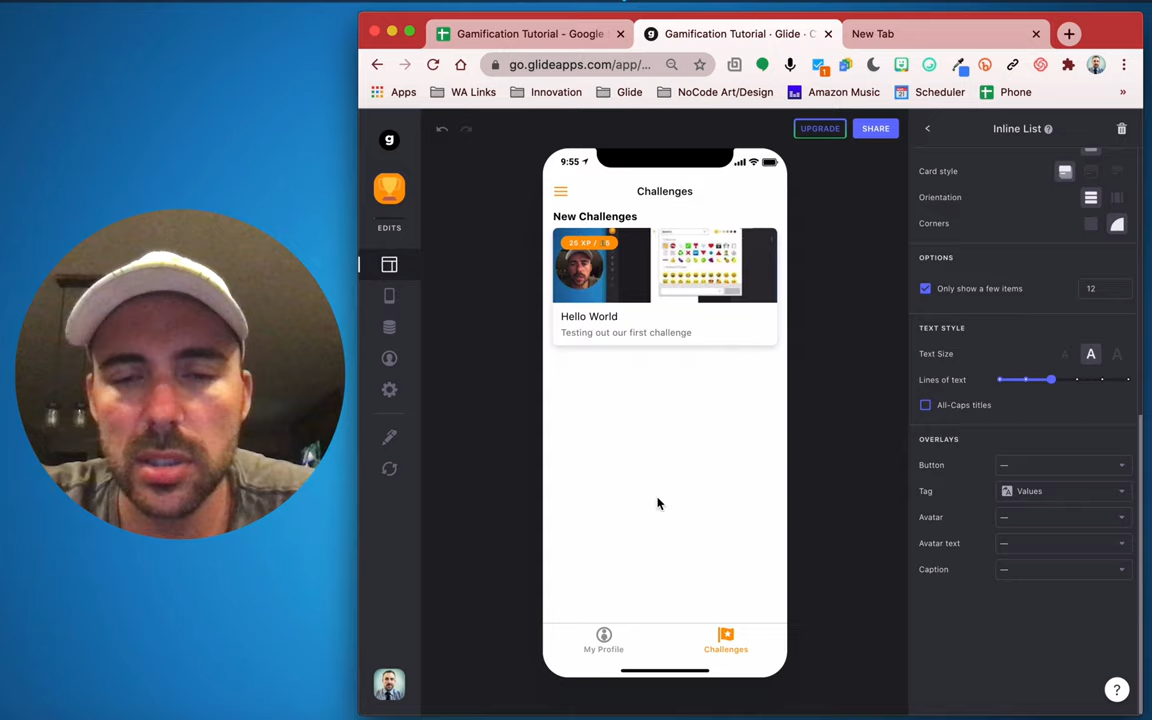 Gamification Tutorial - Google
Gamification Tutorial · Glide · C
New Tab
go.glideapps.com/app/...
Apps
WA Links
Innovation
Glide
NoCode Art/Design
Amazon Music
Scheduler
Phone
»
g
EDITS
UPGRADE
SHARE
9:55
Challenges
New Challenges
25 XP /
Hello World
Testing out our first challenge
My Profile
Challenges
Inline List
Card style
Orientation
Corners
OPTIONS
Only show a few items
12
TEXT STYLE
Text Size
A A A
Lines of text
All-Caps titles
OVERLAYS
Button
—
Tag
Values
Avatar
—
Avatar text
—
Caption
—
?